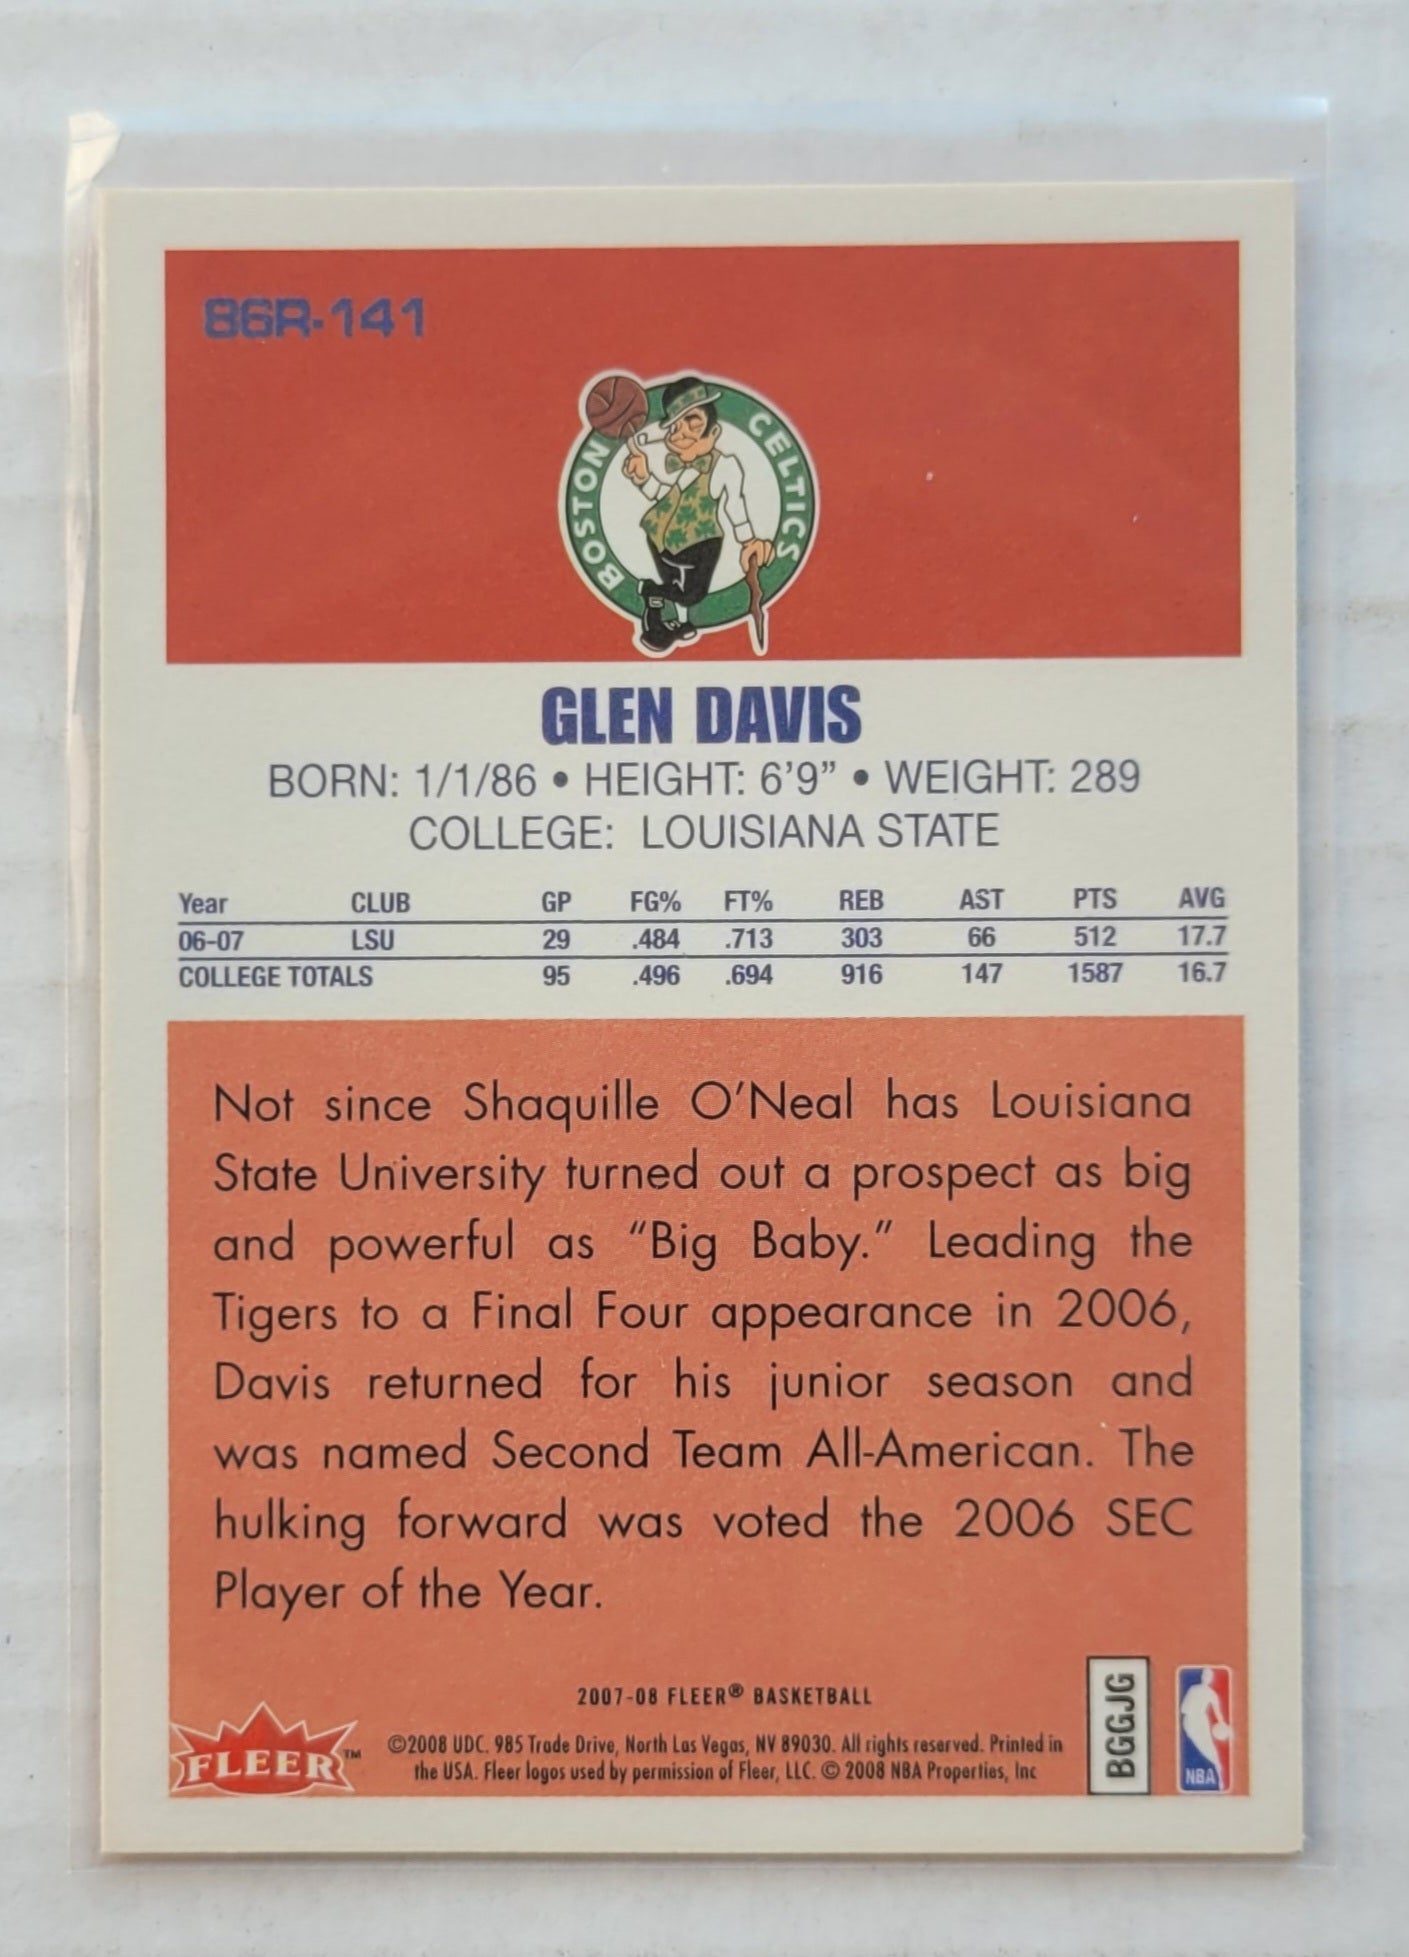 86R-141
BOSTON CELTICS
GLEN DAVIS
BORN: 1/1/86 • HEIGHT: 6'9" • WEIGHT: 289
COLLEGE: LOUISIANA STATE
Year CLUB GP FG% FT% REB AST PTS AVG
06-07 LSU 29 .484 .713 303 66 512 17.7
COLLEGE TOTALS 95 .496 .694 916 147 1587 16.7
Not since Shaquille O'Neal has Louisiana
State University turned out a prospect as big
and powerful as "Big Baby." Leading the
Tigers to a Final Four appearance in 2006,
Davis returned for his junior season and
was named Second Team All-American. The
hulking forward was voted the 2006 SEC
Player of the Year.
2007-08 FLEER® BASKETBALL
©2008 UDC. 985 Trade Drive, North Las Vegas, NV 89030. All rights reserved. Printed in
the USA. Fleer logos used by permission of Fleer, LLC. © 2008 NBA Properties, Inc
FLEER™
BGGJG
NBA